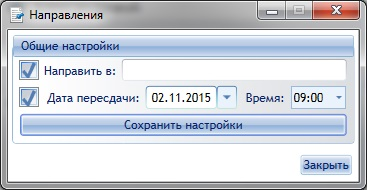 Направления
Общие настройки
Направить в:
Дата пересдачи: 02.11.2015 Время: 09:00
Сохранить настройки
Закрыть